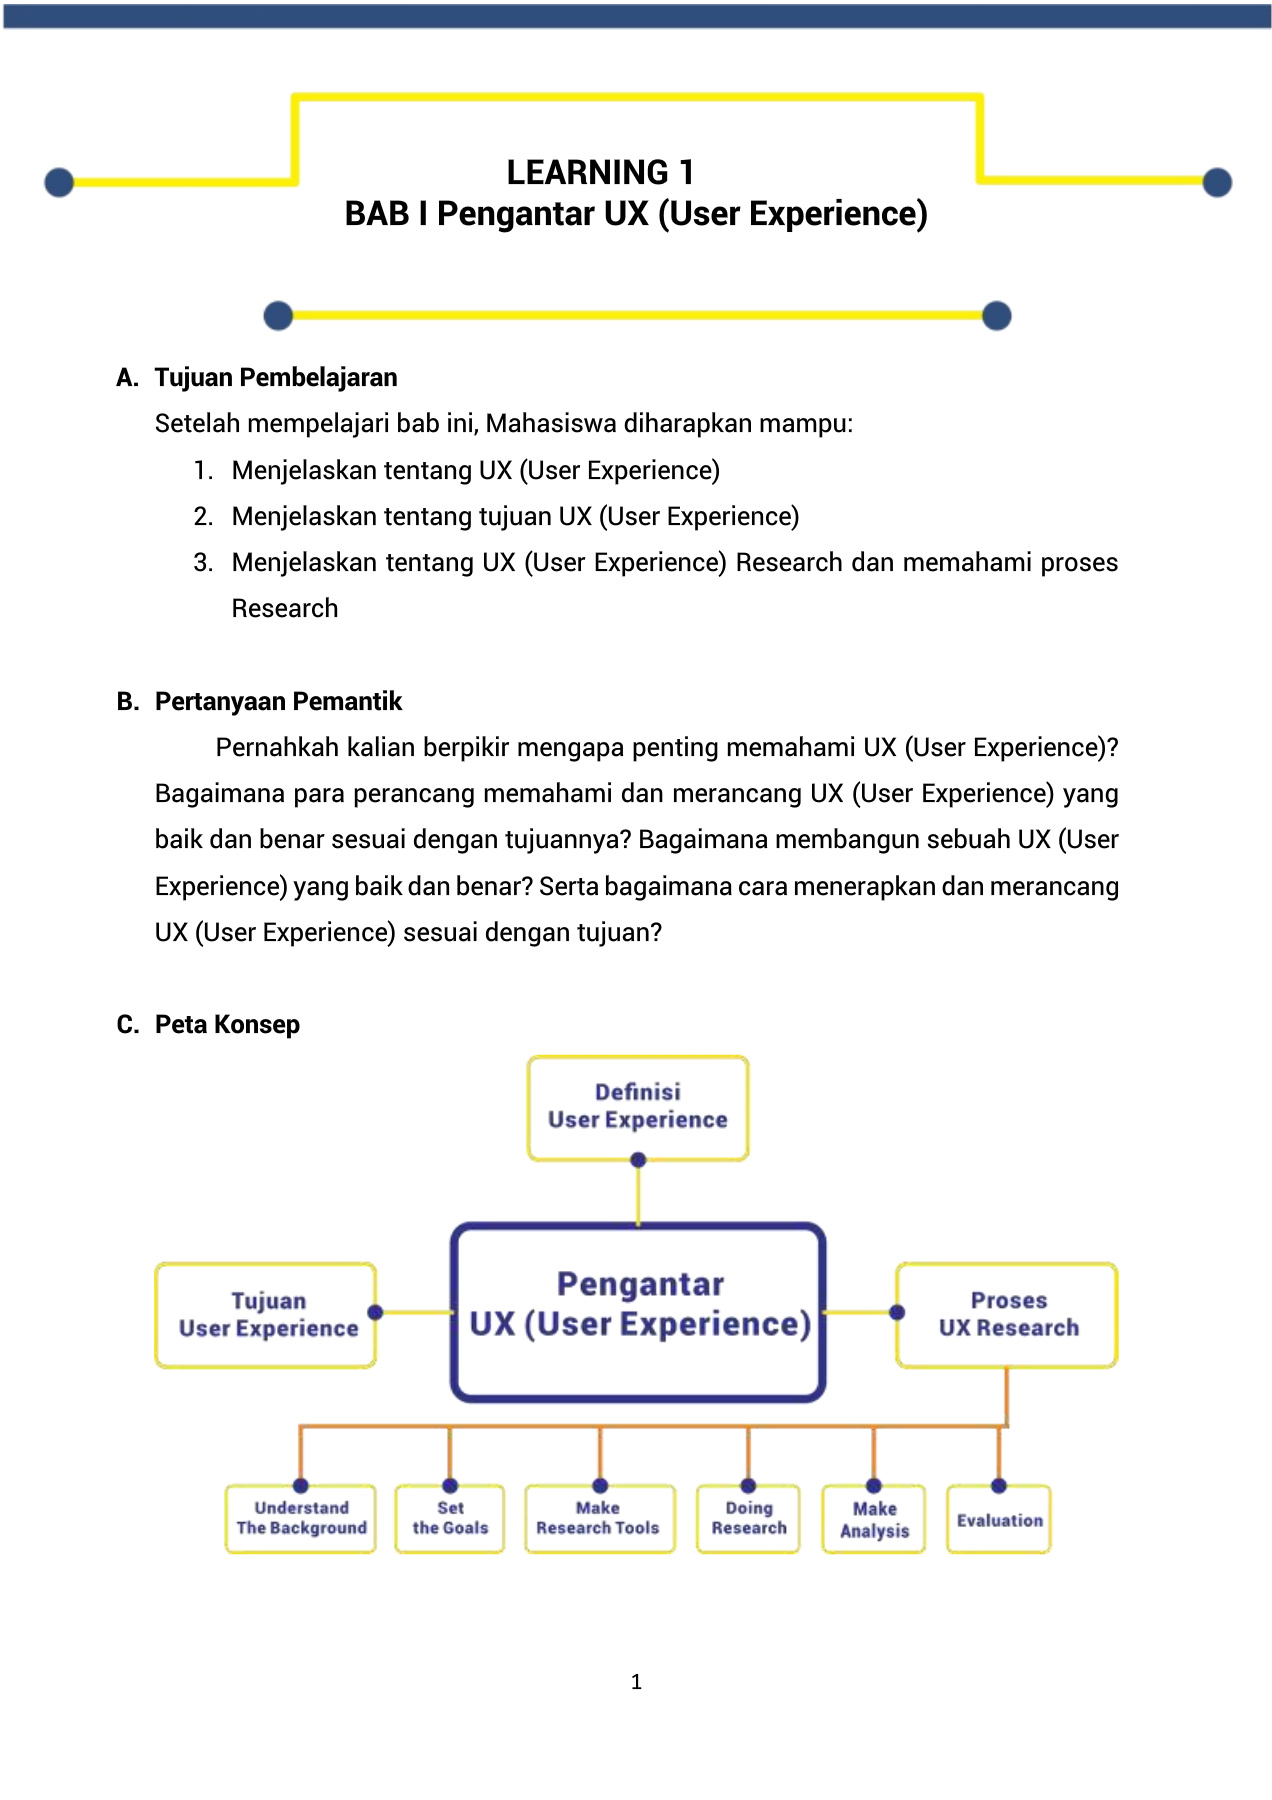 LEARNING 1
BAB I Pengantar UX (User Experience)
A. Tujuan Pembelajaran
Setelah mempelajari bab ini, Mahasiswa diharapkan mampu:
1. Menjelaskan tentang UX (User Experience)
2. Menjelaskan tentang tujuan UX (User Experience)
3. Menjelaskan tentang UX (User Experience) Research dan memahami proses
Research
B. Pertanyaan Pemantik
Pernahkah kalian berpikir mengapa penting memahami UX (User Experience)?
Bagaimana para perancang memahami dan merancang UX (User Experience) yang
baik dan benar sesuai dengan tujuannya? Bagaimana membangun sebuah UX (User
Experience) yang baik dan benar? Serta bagaimana cara menerapkan dan merancang
UX (User Experience) sesuai dengan tujuan?
C. Peta Konsep
Definisi
User Experience
Tujuan
User Experience
Pengantar
UX (User Experience)
Proses
UX Research
Understand
The Background
Set
the Goals
Make
Research Tools
Doing
Research
Make
Analysis
Evaluation
1